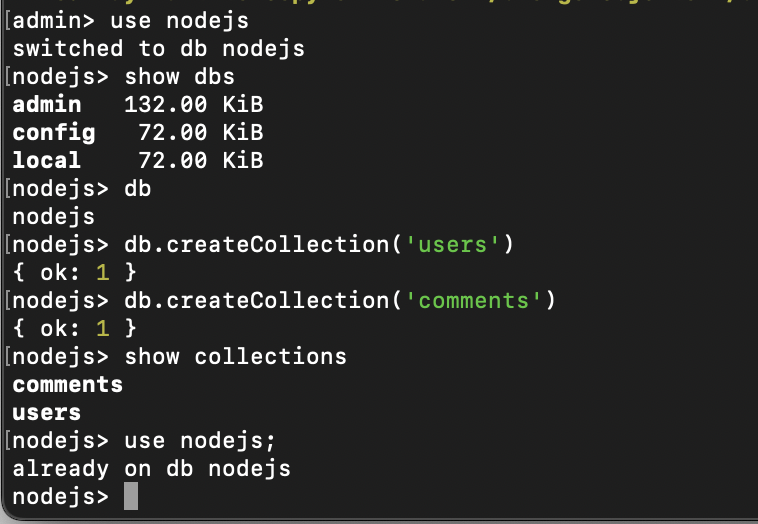 [admin> use nodejs
switched to db nodejs
[nodejs> show dbs
admin   132.00 KiB
config   72.00 KiB
local    72.00 KiB
[nodejs> db
nodejs
[nodejs> db.createCollection('users')
{ ok: 1 }
[nodejs> db.createCollection('comments')
{ ok: 1 }
[nodejs> show collections
comments
users
[nodejs> use nodejs;
already on db nodejs
nodejs>